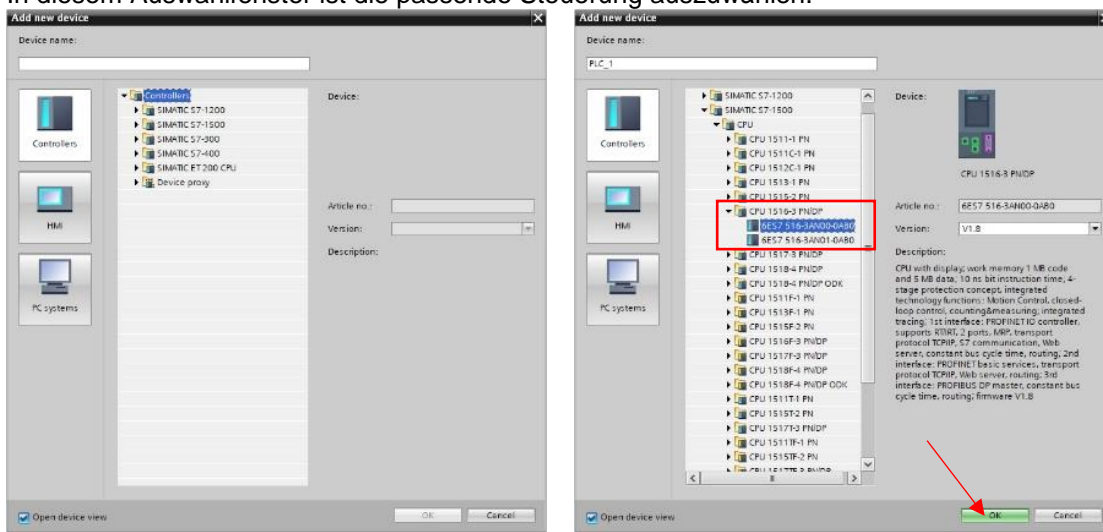 In diesem Auswahlfenster ist die passende Steuerung auszuwählen.
Add new device
Device name:
Controllers
HMI
PC systems
Controllers
SIMATIC S7-1200
SIMATIC S7-1500
SIMATIC S7-300
SIMATIC S7-400
SIMATIC ET 200 CPU
Device proxy
Device:
Article no.:
Version:
Description:
Open device view
OK
Cancel
Add new device
Device name:
PLC_1
Controllers
HMI
PC systems
SIMATIC S7-1200
SIMATIC S7-1500
CPU
CPU 1511-1 PN
CPU 1511C-1 PN
CPU 1512C-1 PN
CPU 1513-1 PN
CPU 1515-2 PN
CPU 1516-3 PN/DP
6ES7 516-3AN00-0AB0
6ES7 516-3AN01-0AB0
CPU 1517-3 PN/DP
CPU 1518-4 PN/DP
CPU 1518-4 PN/DP ODK
CPU 1511F-1 PN
CPU 1513F-1 PN
CPU 1515F-2 PN
CPU 1516F-3 PN/DP
CPU 1517F-3 PN/DP
CPU 1518F-4 PN/DP
CPU 1518F-4 PN/DP ODK
CPU 1511T-1 PN
CPU 1515T-2 PN
CPU 1517T-3 PN/DP
CPU 1511TF-1 PN
CPU 1515TF-2 PN
CPU 1517TF-3 PN/DP
Device:
CPU 1516-3 PN/DP
Article no.: 6ES7 516-3AN00-0AB0
Version: V1.8
Description:
CPU with display; work memory 1 MB code
and 5 MB data; 10 ns bit instruction time; 4-
stage protection concept, integrated
technology functions: Motion Control, closed-
loop control, counting&measuring; integrated
tracing; 1st interface: PROFINET IO controller,
supports RT/IRT, 2 ports, MRP, transport
protocol TCP/IP, S7 communication, Web
server, constant bus cycle time, routing; 2nd
interface: PROFINET basic services, transport
protocol TCP/IP, Web server, routing; 3rd
interface: PROFIBUS DP master, constant bus
cycle time, routing; firmware V1.8
Open device view
OK
Cancel